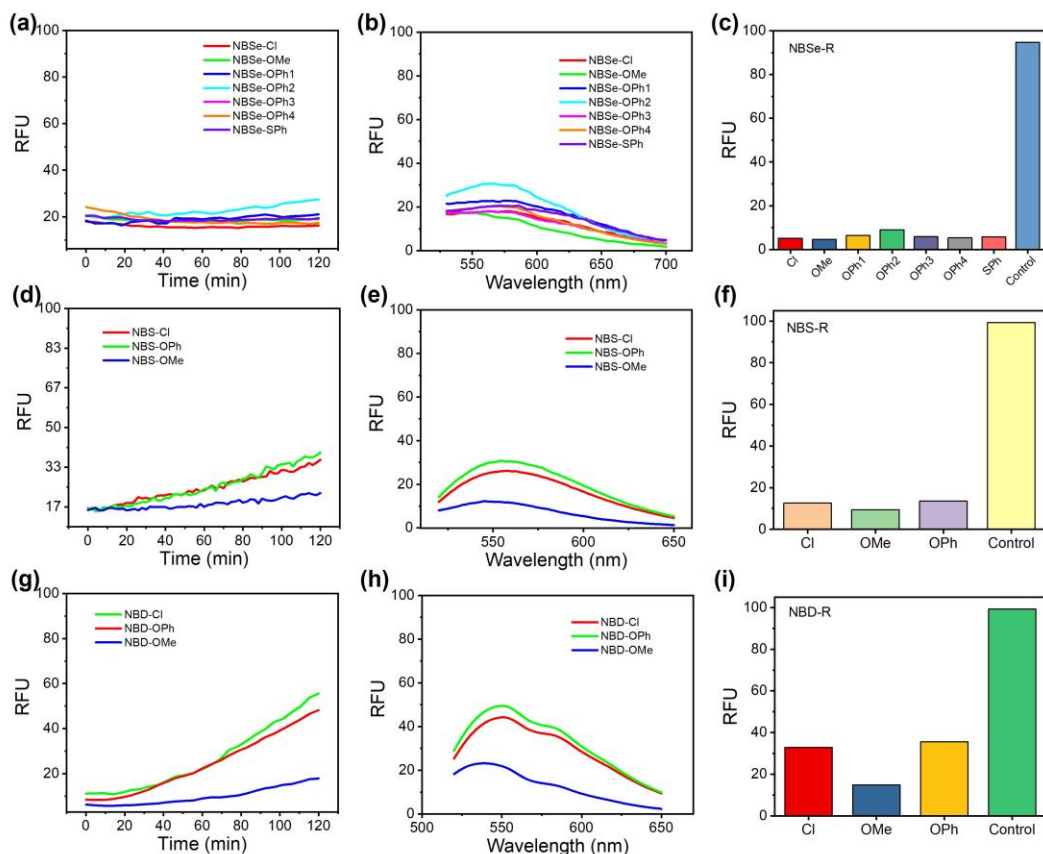 (a)
100
80
60
40
20
RFU
NBSe-Cl
NBSe-OMe
NBSe-OPh1
NBSe-OPh2
NBSe-OPh3
NBSe-OPh4
NBSe-SPh
0 20 40 60 80 100 120
Time (min)
(b)
100
80
60
40
20
0
RFU
NBSe-Cl
NBSe-OMe
NBSe-OPh1
NBSe-OPh2
NBSe-OPh3
NBSe-OPh4
NBSe-SPh
550 600 650 700
Wavelength (nm)
(c)
NBSe-R
100
80
60
40
20
0
RFU
Cl OMe OPh1 OPh2 OPh3 OPh4 SPh Control
(d)
100
83
67
50
33
17
RFU
NBS-Cl
NBS-OPh
NBS-OMe
0 20 40 60 80 100 120
Time (min)
(e)
100
80
60
40
20
0
RFU
NBS-Cl
NBS-OPh
NBS-OMe
550 600 650
Wavelength (nm)
(f)
NBS-R
100
80
60
40
20
0
RFU
Cl OMe OPh Control
(g)
100
80
60
40
20
RFU
NBD-Cl
NBD-OPh
NBD-OMe
0 20 40 60 80 100 120
Time (min)
(h)
100
80
60
40
20
0
RFU
NBD-Cl
NBD-OPh
NBD-OMe
500 550 600 650
Wavelength (nm)
(i)
NBD-R
100
80
60
40
20
0
RFU
Cl OMe OPh Control